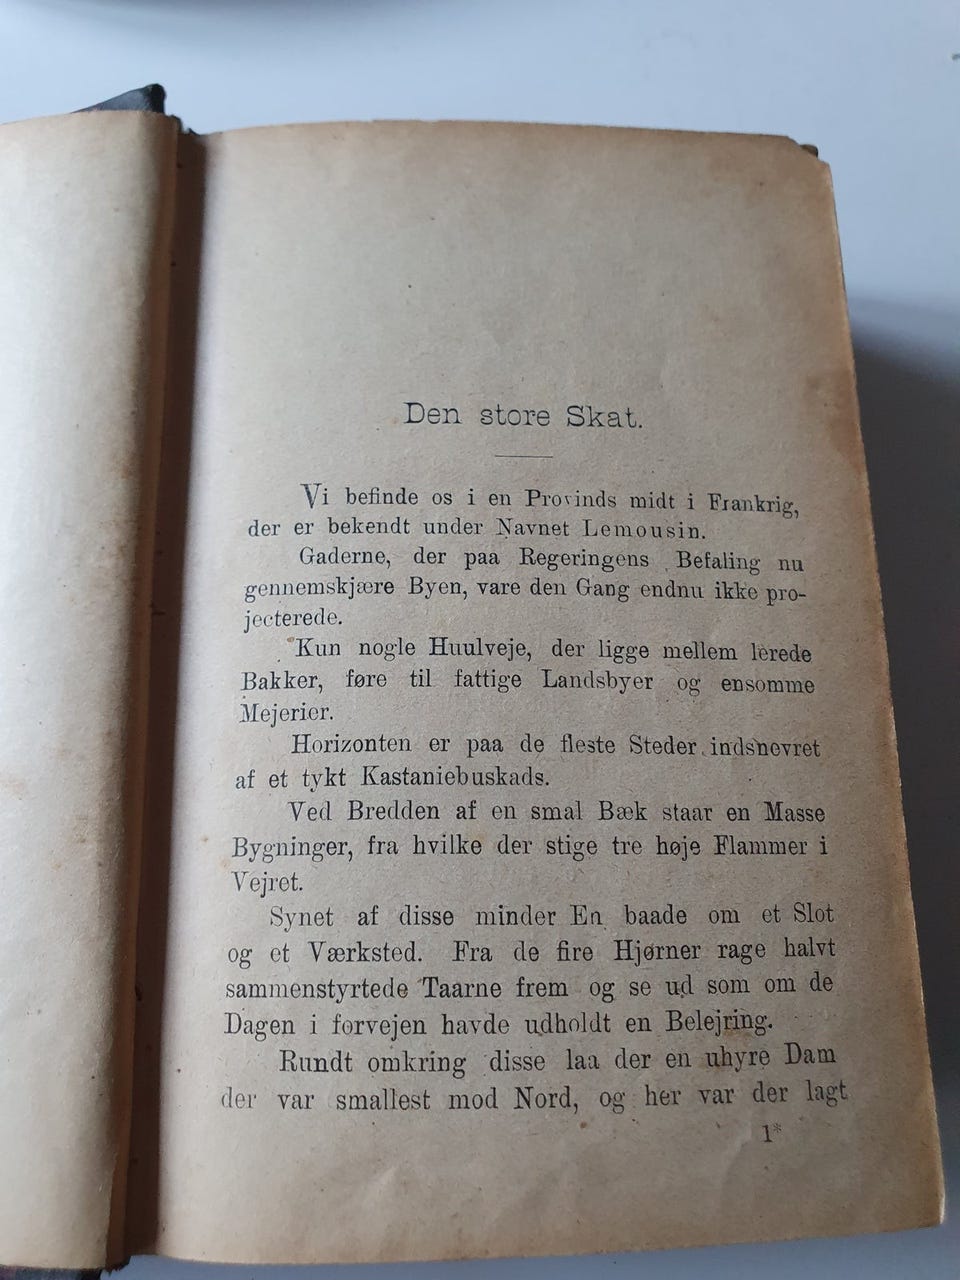 Den store Skat.
Vi befinde os i en Provinds midt i Frankrig,
der er bekendt under Navnet Lemousin.
Gaderne, der paa Regeringens Befaling nu
gennemskjære Byen, vare den Gang endnu ikke pro-
jecterede.
Kun nogle Huulveje, der ligge mellem lerede
Bakker, føre til fattige Landsbyer og ensomme
Mejerier.
Horizonten er paa de fleste Steder indsnevret
af et tykt Kastaniebuskads.
Ved Bredden af en smal Bæk staar en Masse
Bygninger, fra hvilke der stige tre høje Flammer i
Vejret.
Synet af disse minder En baade om et Slot
og et Værksted. Fra de fire Hjørner rage halvt
sammenstyrtede Taarne frem og se ud som om de
Dagen i forvejen havde udholdt en Belejring.
Rundt omkring disse laa der en uhyre Dam
der var smallest mod Nord, og her var der lagt
1*